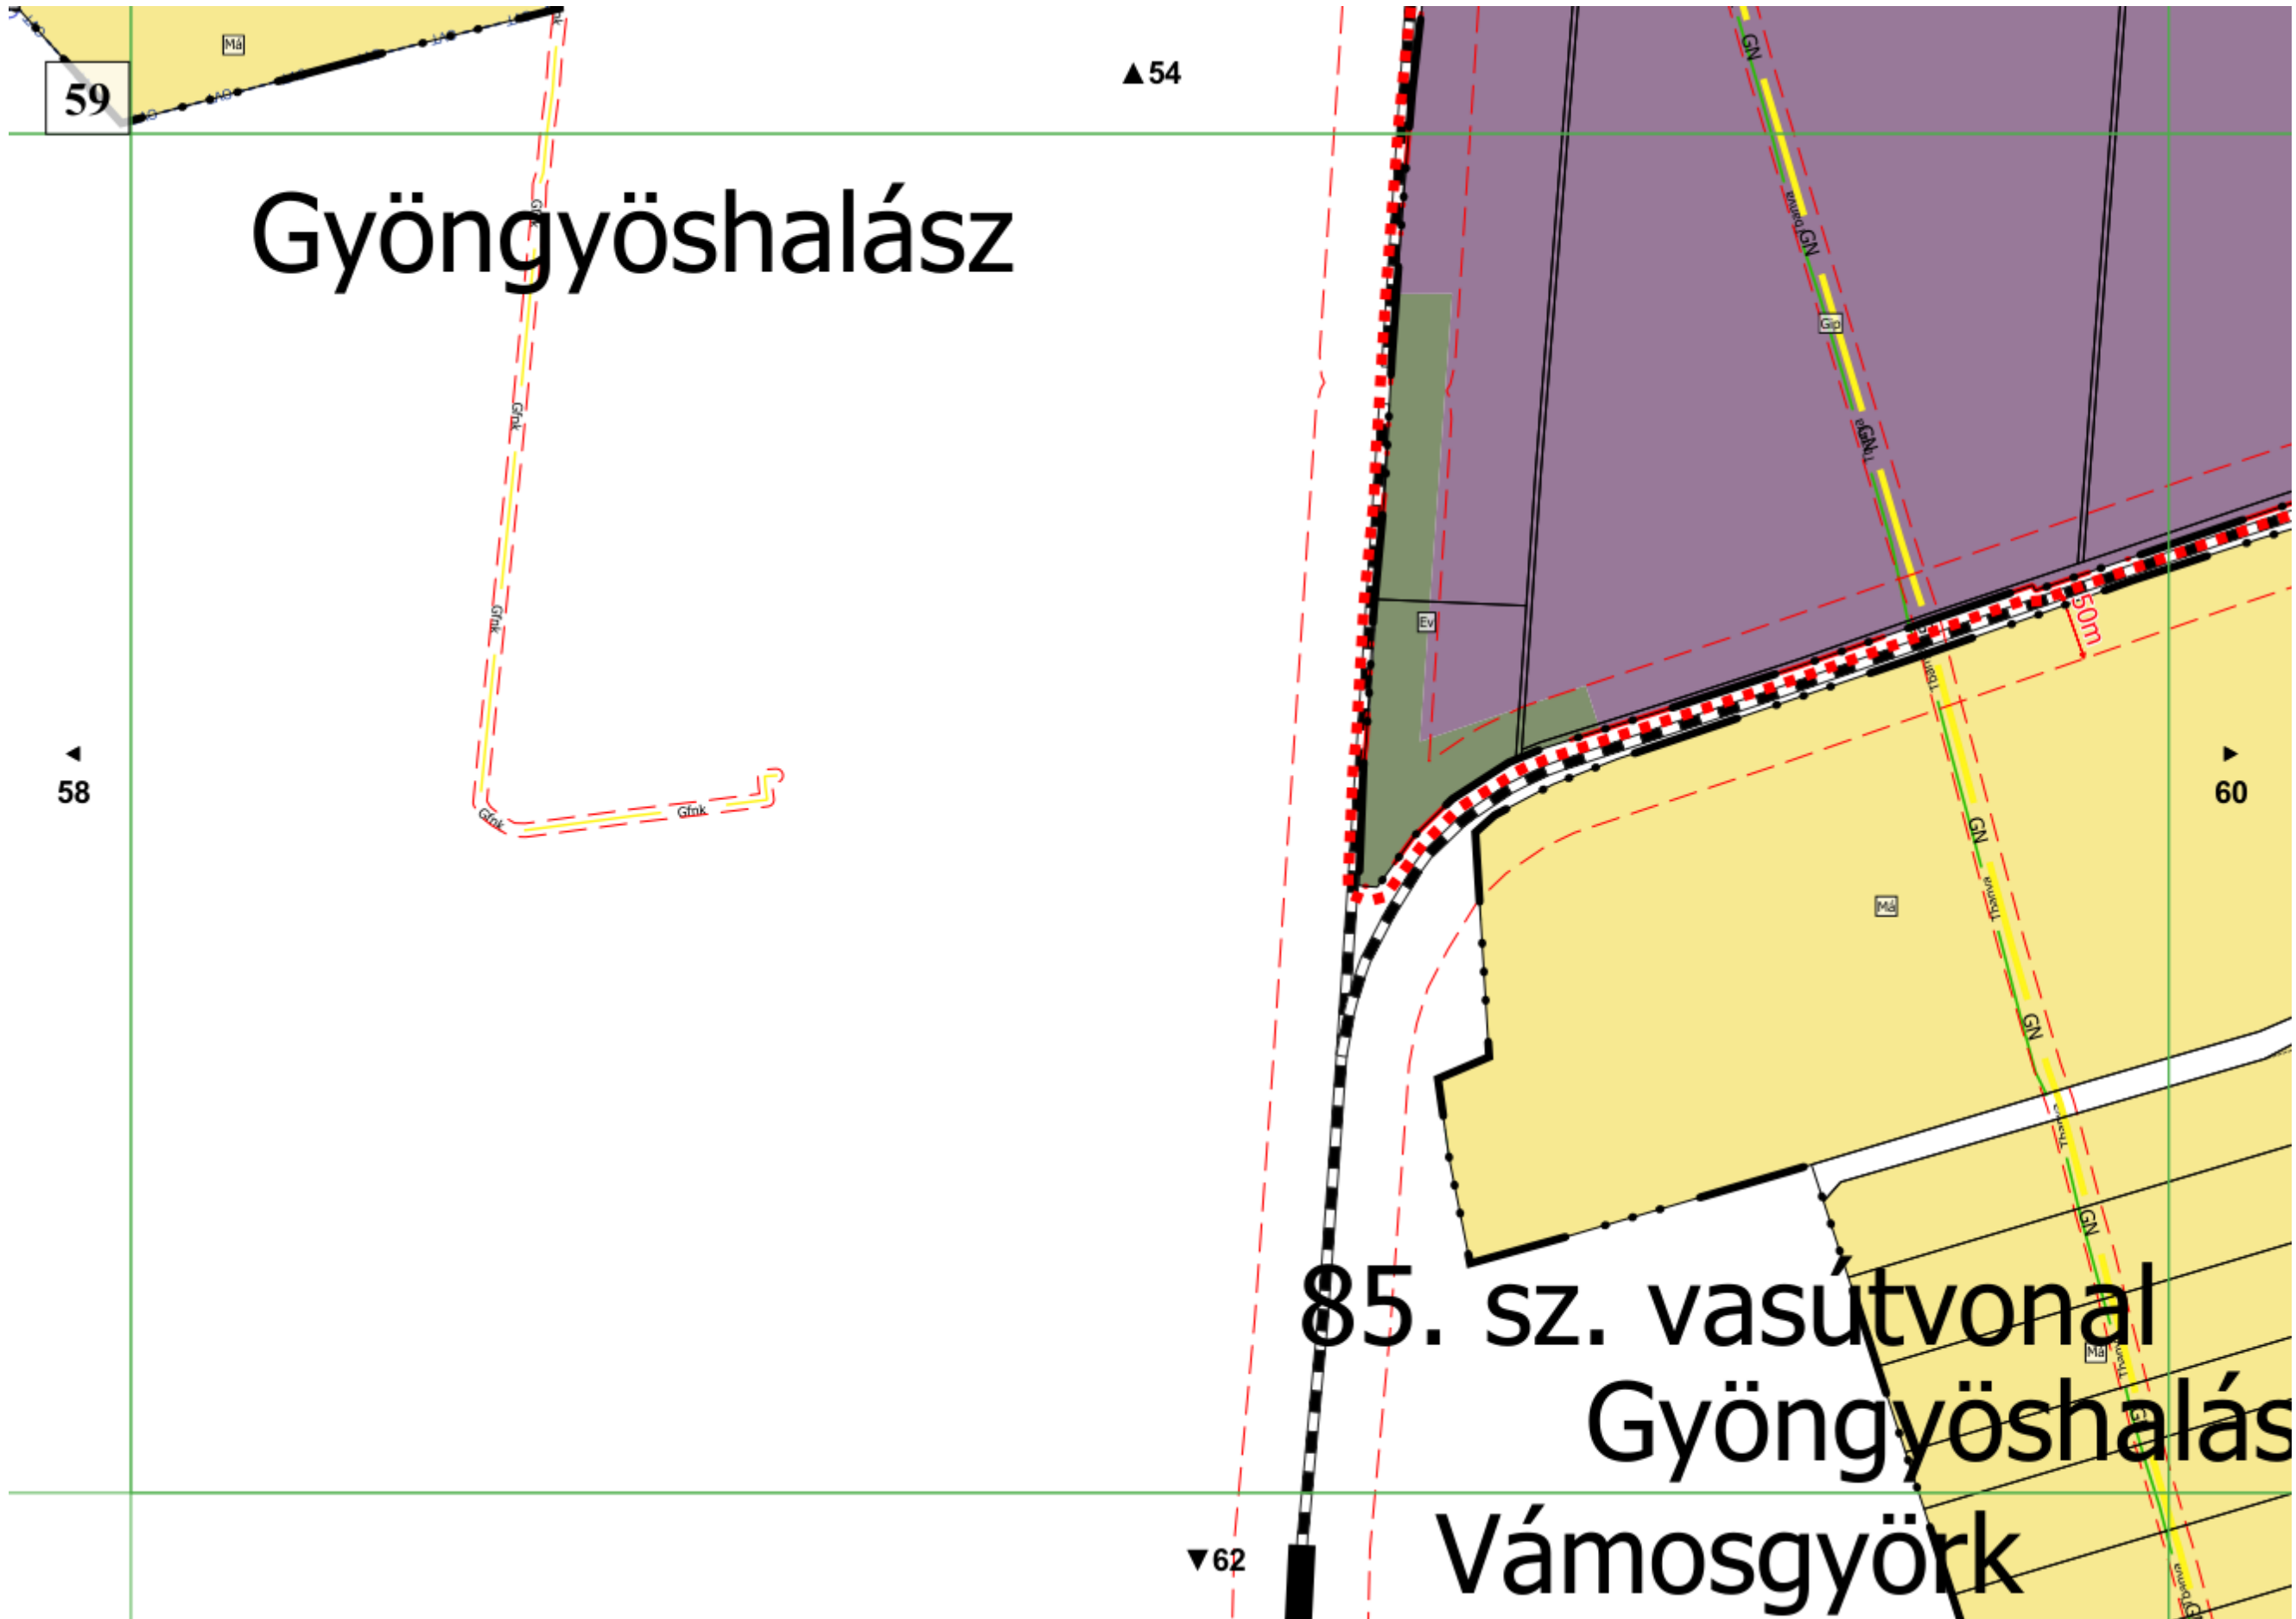 Má
59
▲54
GN
Gyöngyöshalász
GN
Gip
Gfnk
GN
Gfnk
Ev
50m
◄
58
►
60
Gfnk
Gfnk
GN
Tbanva
Má
GN
GN
85. sz. vasútvonal
Má
Gyöngyöshalás
▼62
Vámosgyörk